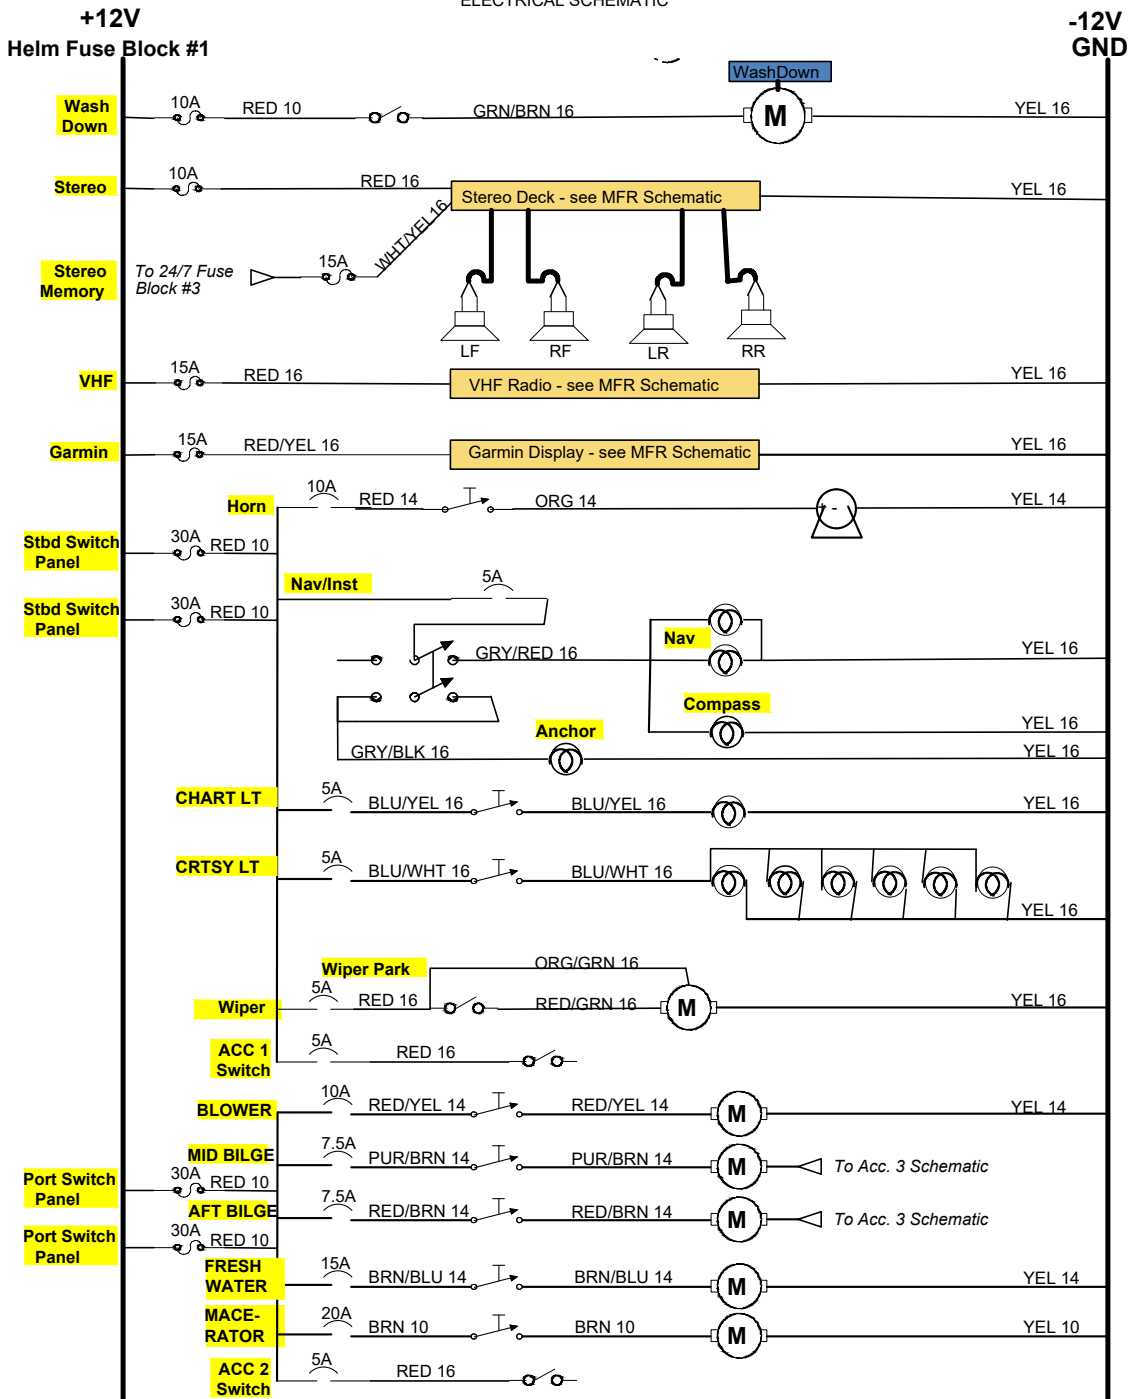 ELECTRICAL SCHEMATIC
+12V
-12V
Helm Fuse Block #1
GND
WashDown
Wash
Down
10A
RED 10
GRN/BRN 16
M
YEL 16
Stereo
10A
RED 16
Stereo Deck - see MFR Schematic
YEL 16
WHT/YEL16
Stereo
Memory
To 24/7 Fuse
Block #3
15A
LF
RF
LR
RR
VHF
15A
RED 16
VHF Radio - see MFR Schematic
YEL 16
Garmin
15A
RED/YEL 16
Garmin Display - see MFR Schematic
YEL 16
Horn
10A
RED 14
ORG 14
+ -
YEL 14
Stbd Switch
Panel
30A
RED 10
Nav/Inst
5A
Stbd Switch
Panel
30A
RED 10
GRY/RED 16
Nav
YEL 16
Compass
YEL 16
Anchor
GRY/BLK 16
YEL 16
CHART LT
5A
BLU/YEL 16
BLU/YEL 16
YEL 16
CRTSY LT
5A
BLU/WHT 16
BLU/WHT 16
YEL 16
Wiper Park
ORG/GRN 16
Wiper
5A
RED 16
RED/GRN 16
M
YEL 16
ACC 1
Switch
5A
RED 16
BLOWER
10A
RED/YEL 14
RED/YEL 14
M
YEL 14
MID BILGE
7.5A
PUR/BRN 14
PUR/BRN 14
M
To Acc. 3 Schematic
Port Switch
Panel
30A
RED 10
AFT BILGE
7.5A
RED/BRN 14
RED/BRN 14
M
To Acc. 3 Schematic
Port Switch
Panel
30A
RED 10
FRESH
WATER
15A
BRN/BLU 14
BRN/BLU 14
M
YEL 14
MACE-
RATOR
20A
BRN 10
BRN 10
M
YEL 10
ACC 2
Switch
5A
RED 16